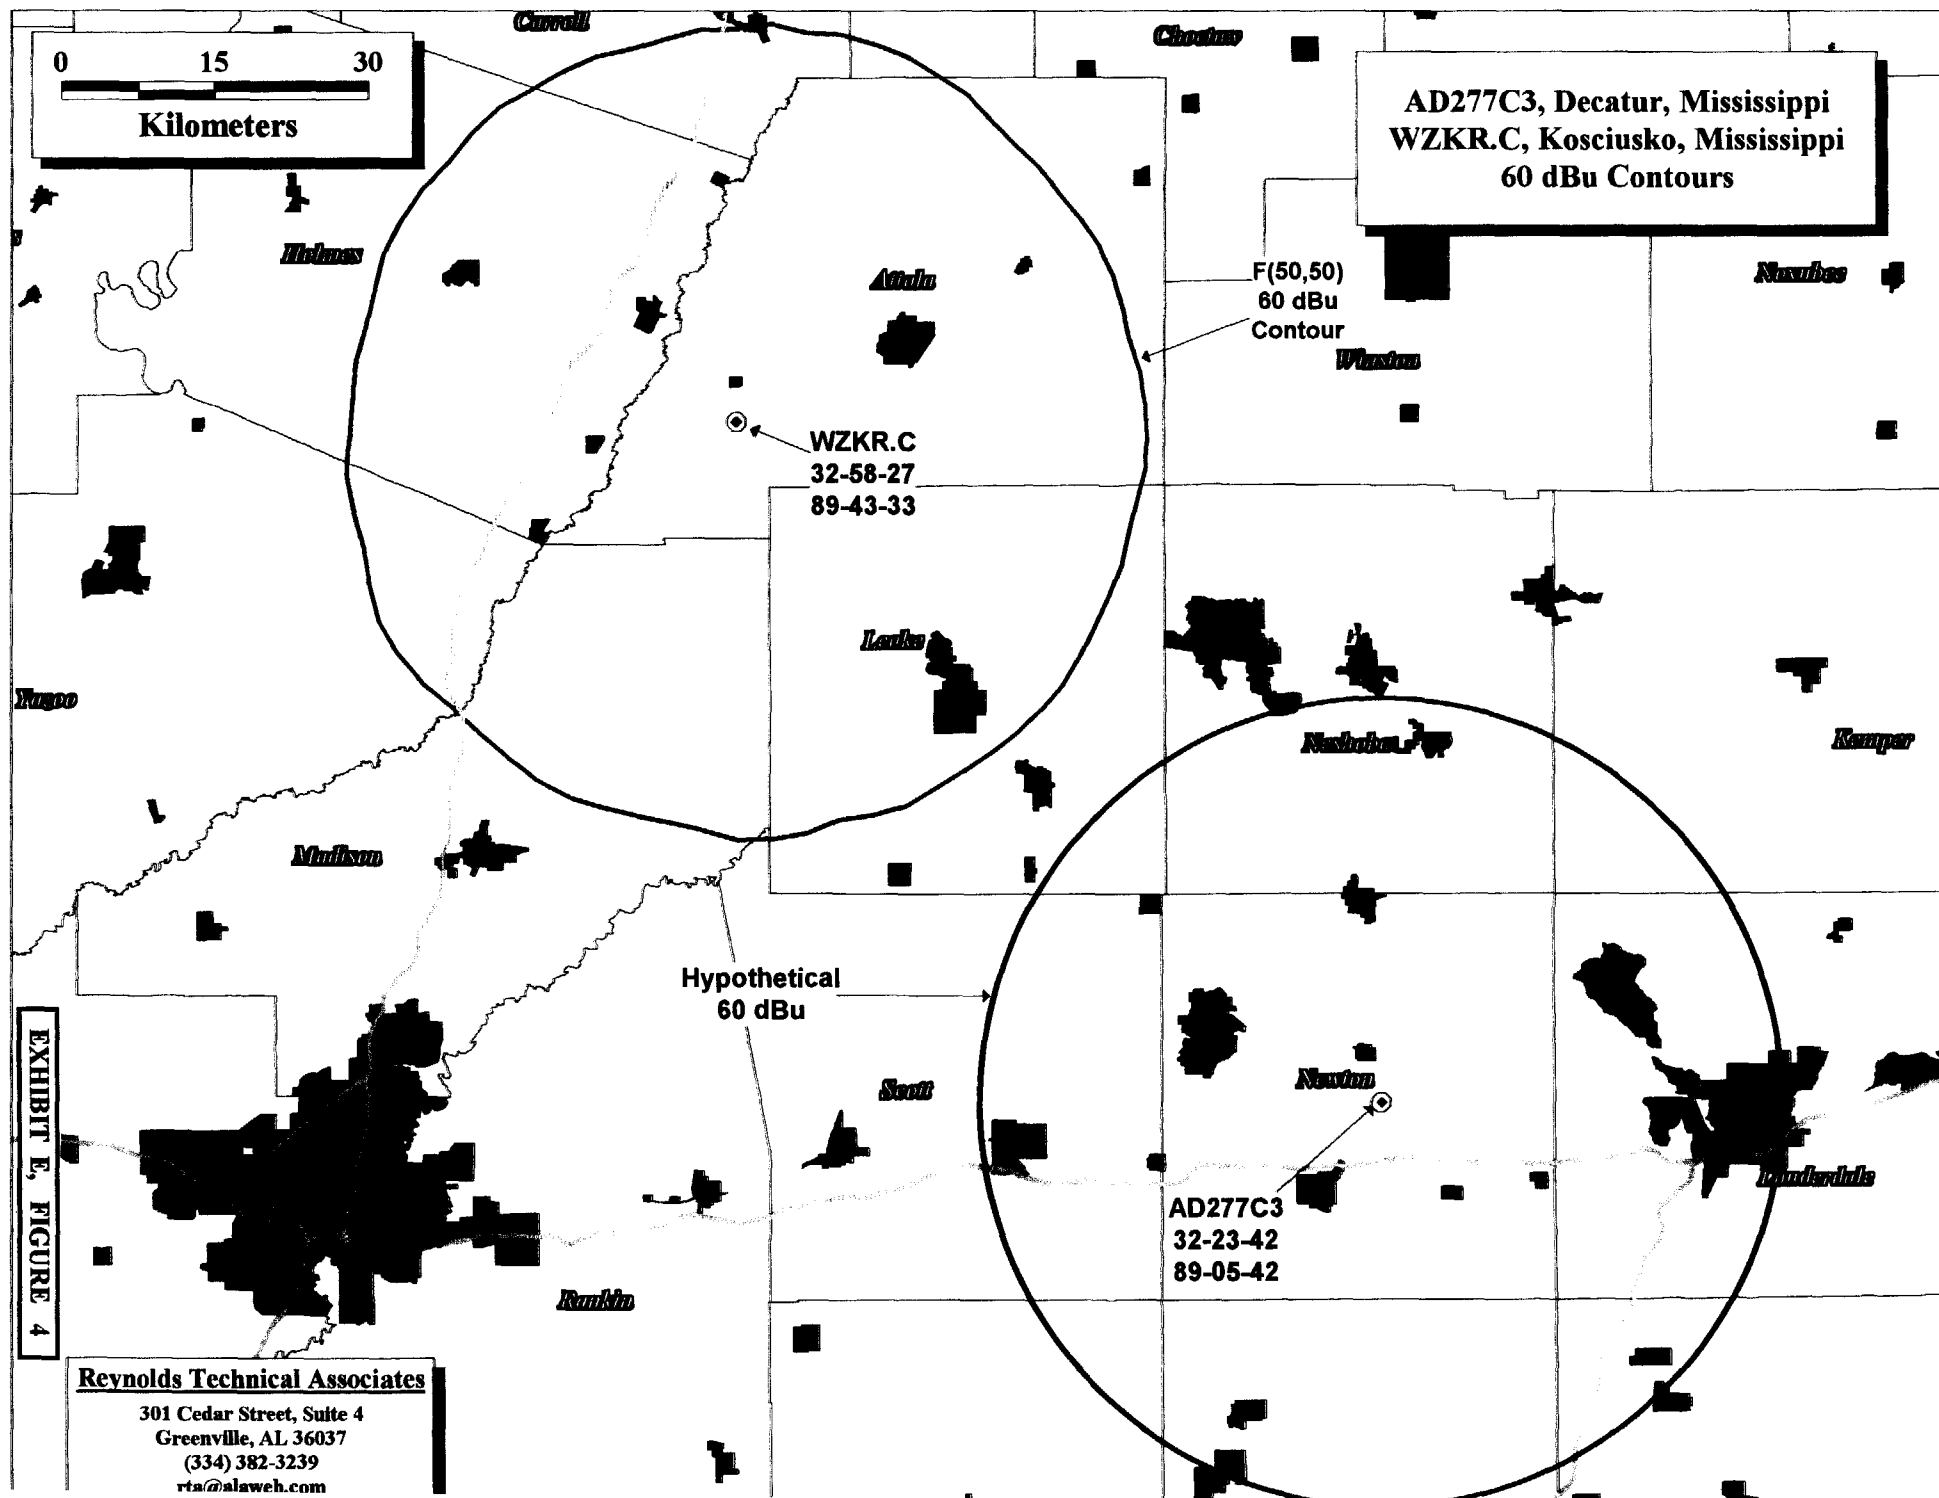 Carroll
Choctaw
0 15 30
Kilometers
AD277C3, Decatur, Mississippi
WZKR.C, Kosciusko, Mississippi
60 dBu Contours
Holmes
Attala
F(50,50)
60 dBu
Contour
Noxubee
Winston
WZKR.C
32-58-27
89-43-33
Leake
Yazoo
Neshoba
Kemper
Madison
Hypothetical
60 dBu
EXHIBIT E, FIGURE 4
Scott
Newton
Lauderdale
AD277C3
32-23-42
89-05-42
Rankin
Reynolds Technical Associates
301 Cedar Street, Suite 4
Greenville, AL 36037
(334) 382-3239
rta@alaweb.com